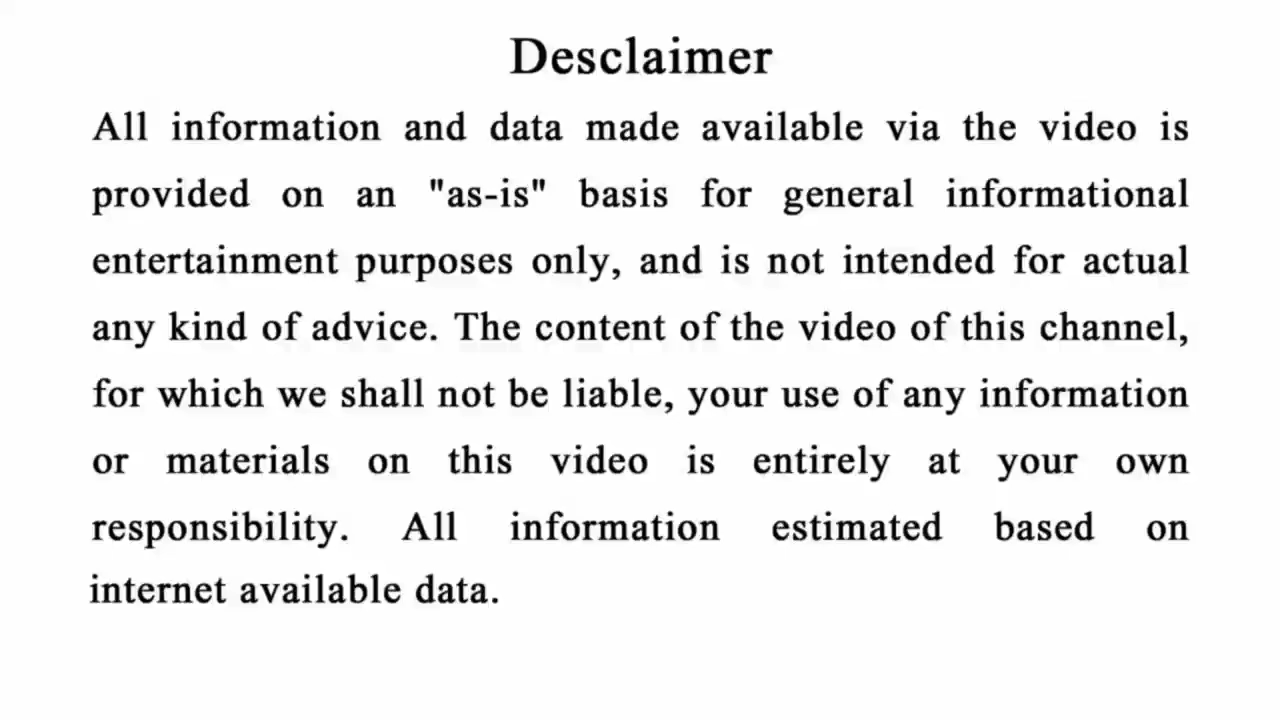 Desclaimer
All information and data made available via the video is
provided on an "as-is" basis for general informational
entertainment purposes only, and is not intended for actual
any kind of advice. The content of the video of this channel,
for which we shall not be liable, your use of any information
or materials on this video is entirely at your own
responsibility. All information estimated based on
internet available data.